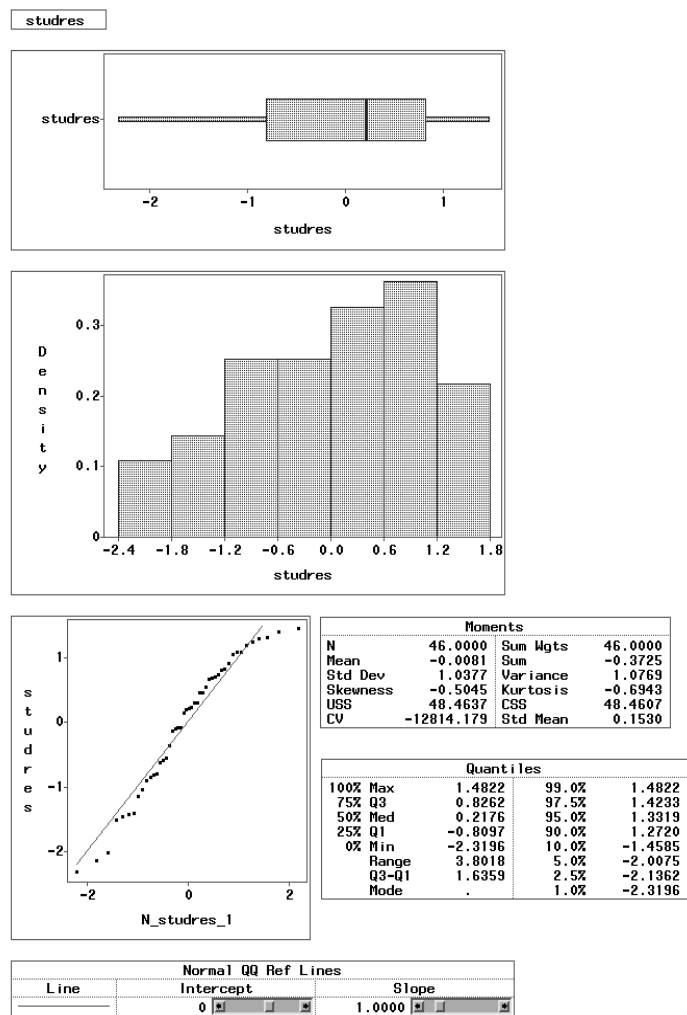 studres
studres
-2 -1 0 1
studres
Density
0.3
0.2
0.1
0
-2.4 -1.8 -1.2 -0.6 0.0 0.6 1.2 1.8
studres
studres
1
0
-1
-2
-2 0 2
N_studres_1
Moments
N 46.0000 Sum Wgts 46.0000
Mean -0.0081 Sum -0.3725
Std Dev 1.0377 Variance 1.0769
Skewness -0.5045 Kurtosis -0.6943
USS 48.4637 CSS 48.4607
CV -12814.179 Std Mean 0.1530
Quantiles
100% Max 1.4822 99.0% 1.4822
75% Q3 0.8262 97.5% 1.4233
50% Med 0.2176 95.0% 1.3319
25% Q1 -0.8097 90.0% 1.2720
0% Min -2.3196 10.0% -1.4585
Range 3.8018 5.0% -2.0075
Q3-Q1 1.6359 2.5% -2.1362
Mode . 1.0% -2.3196
Normal QQ Ref Lines
Line Intercept Slope
0 1.0000